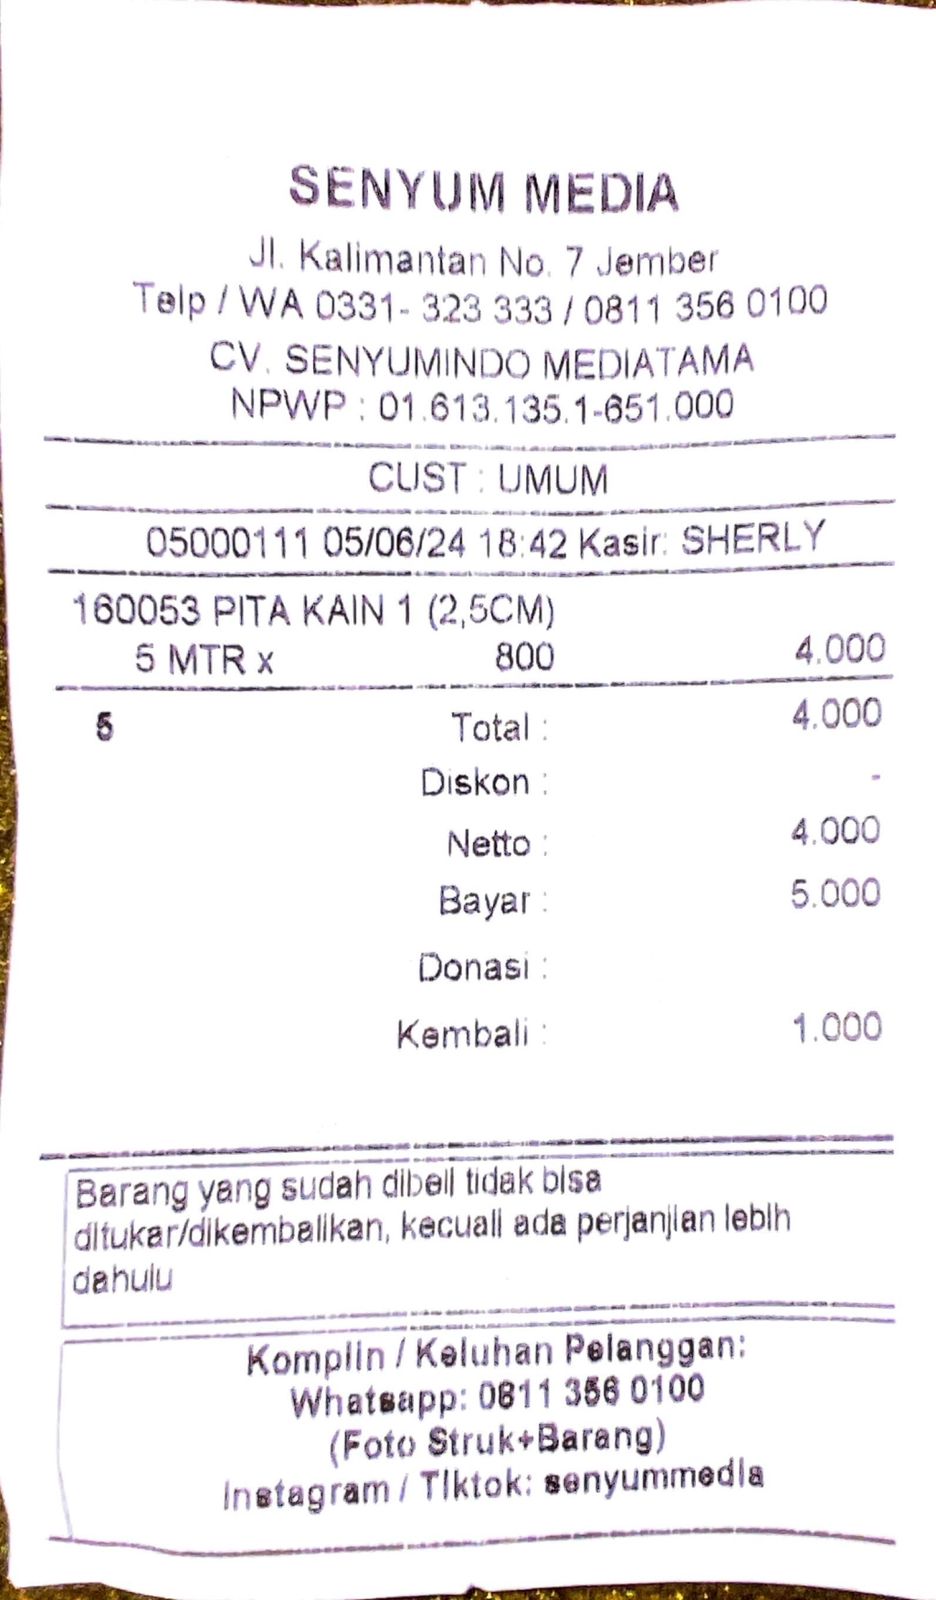 SENYUM MEDIA
Jl. Kalimantan No. 7 Jember
Telp / WA 0331- 323 333 / 0811 356 0100
CV. SENYUMINDO MEDIATAMA
NPWP : 01.613.135.1-651.000
CUST : UMUM
05000111 05/06/24 18:42 Kasir: SHERLY
160053 PITA KAIN 1 (2,5CM)
5 MTR x 800 4.000
5 Total : 4.000
Diskon : -
Netto : 4.000
Bayar : 5.000
Donasi :
Kembali : 1.000
Barang yang sudah dibeli tidak bisa
ditukar/dikembalikan, kecuali ada perjanjian lebih
dahulu
Komplin / Keluhan Pelanggan:
Whatsapp: 0811 356 0100
(Foto Struk+Barang)
Instagram / Tiktok: senyummedia